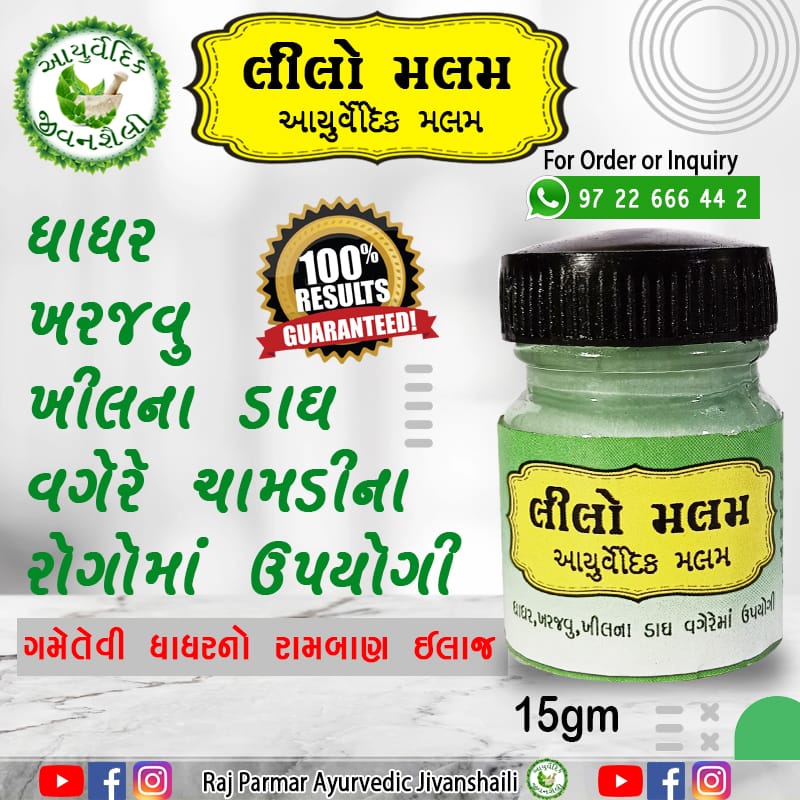 આયુર્વેદિક
જીવનશૈલી
લીલો મલમ
આયુર્વેદિક મલમ
For Order or Inquiry
97 22 666 44 2
ધાધર
ખરજવુ
ખીલના ડાઘ
વગેરે ચામડીના
રોગોમાં ઉપયોગી
100%
RESULTS
GUARANTEED!
ગમેતેવી ધાધરનો રામબાણ ઈલાજ
લીલો મલમ
આયુર્વેદિક મલમ
ધાધર,ખરજવુ,ખીલના ડાઘ વગેરેમાં ઉપયોગી
15gm
Raj Parmar Ayurvedic Jivanshaili
આયુર્વેદિક
જીવનશૈલી